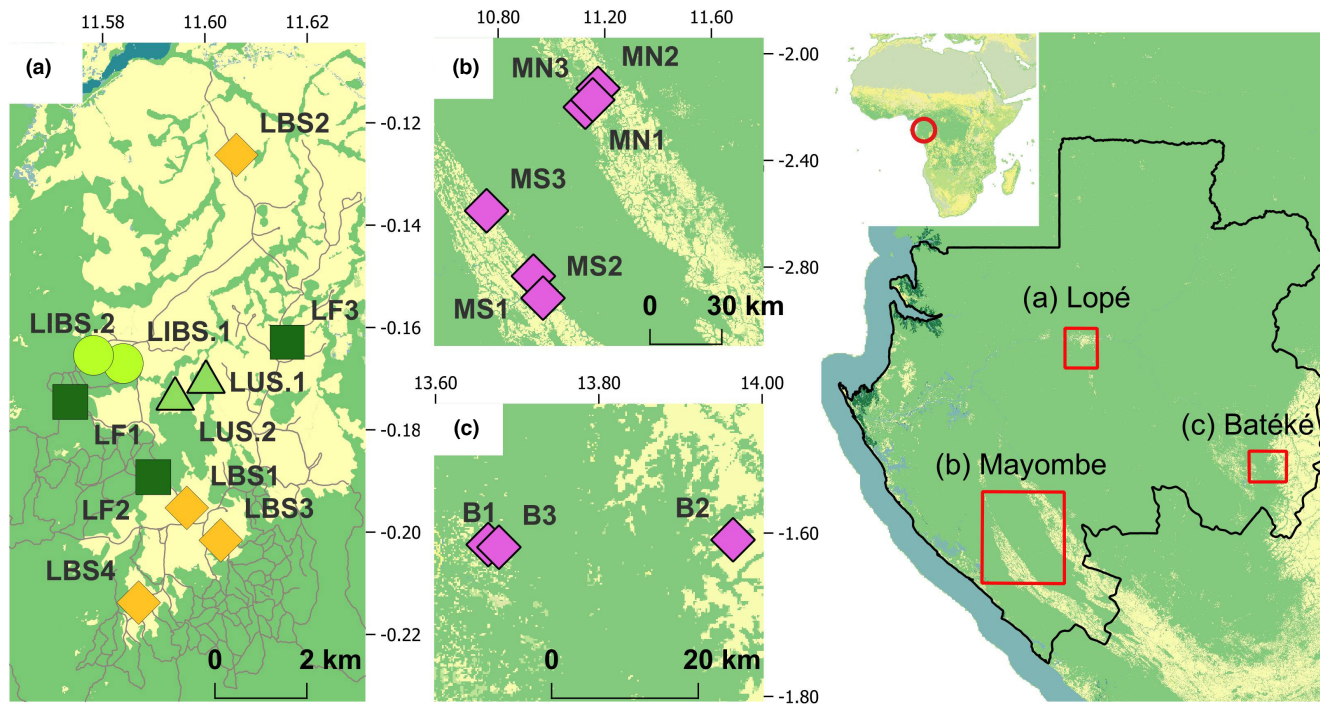 11.58 11.60 11.62
(a)
LBS2
-0.12
-0.14
LF3
LIBS.2 LIBS.1
-0.16
LUS.1
LF1
LUS.2
-0.18
LBS1
LF2
LBS3
-0.20
LBS4
-0.22
0 2 km
10.80 11.20 11.60
(b)
-2.00
MN3 MN2
MN1
-2.40
MS3
MS2
-2.80
MS1
0 30 km
13.60 13.80 14.00
(c)
B1 B3 B2
-1.60
0 20 km
-1.80
(a) Lopé
(c) Batéké
(b) Mayombe